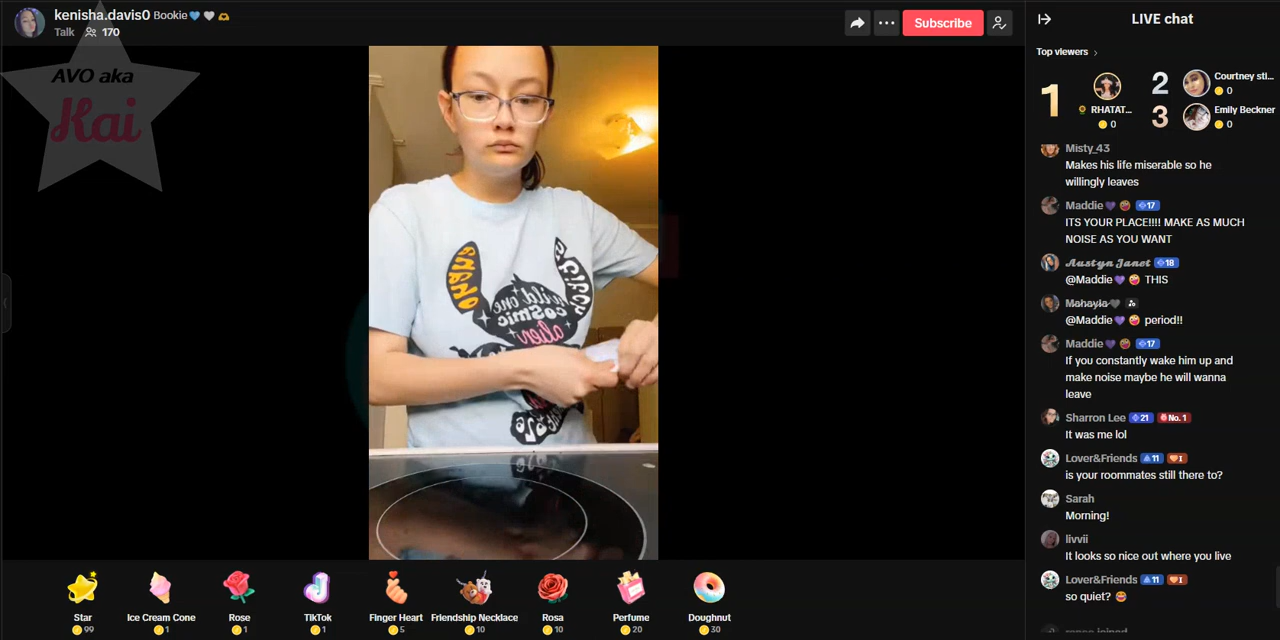 kenisha.davis0 Bookie💙🤍🫶
Talk 170
AVO aka
Kai
Subscribe
LIVE chat
Top viewers
1
RHATAT...
0
2
Courtney sti...
0
3
Emily Beckner
0
Misty_43
Makes his life miserable so he
willingly leaves
Maddie💜🤪 17
ITS YOUR PLACE!!!! MAKE AS MUCH
NOISE AS YOU WANT
𝓐𝓾𝓼𝓽𝔂𝓷 𝓙𝓪𝓷𝓮𝓽 18
@Maddie💜🤪 THIS
M̶a̶h̶a̶y̶l̶a̶🖤
@Maddie💜🤪 period!!
Maddie💜🤪 17
If you constantly wake him up and
make noise maybe he will wanna
leave
Sharron Lee 21 No. 1
It was me lol
Lover&Friends 11 I
is your roommates still there to?
Sarah
Morning!
livvii
It looks so nice out where you live
Lover&Friends 11 I
so quiet? 🥰
wild one
cosmic
alien
Star
99
Ice Cream Cone
1
Rose
1
TikTok
1
Finger Heart
5
Friendship Necklace
10
Rosa
10
Perfume
20
Doughnut
30